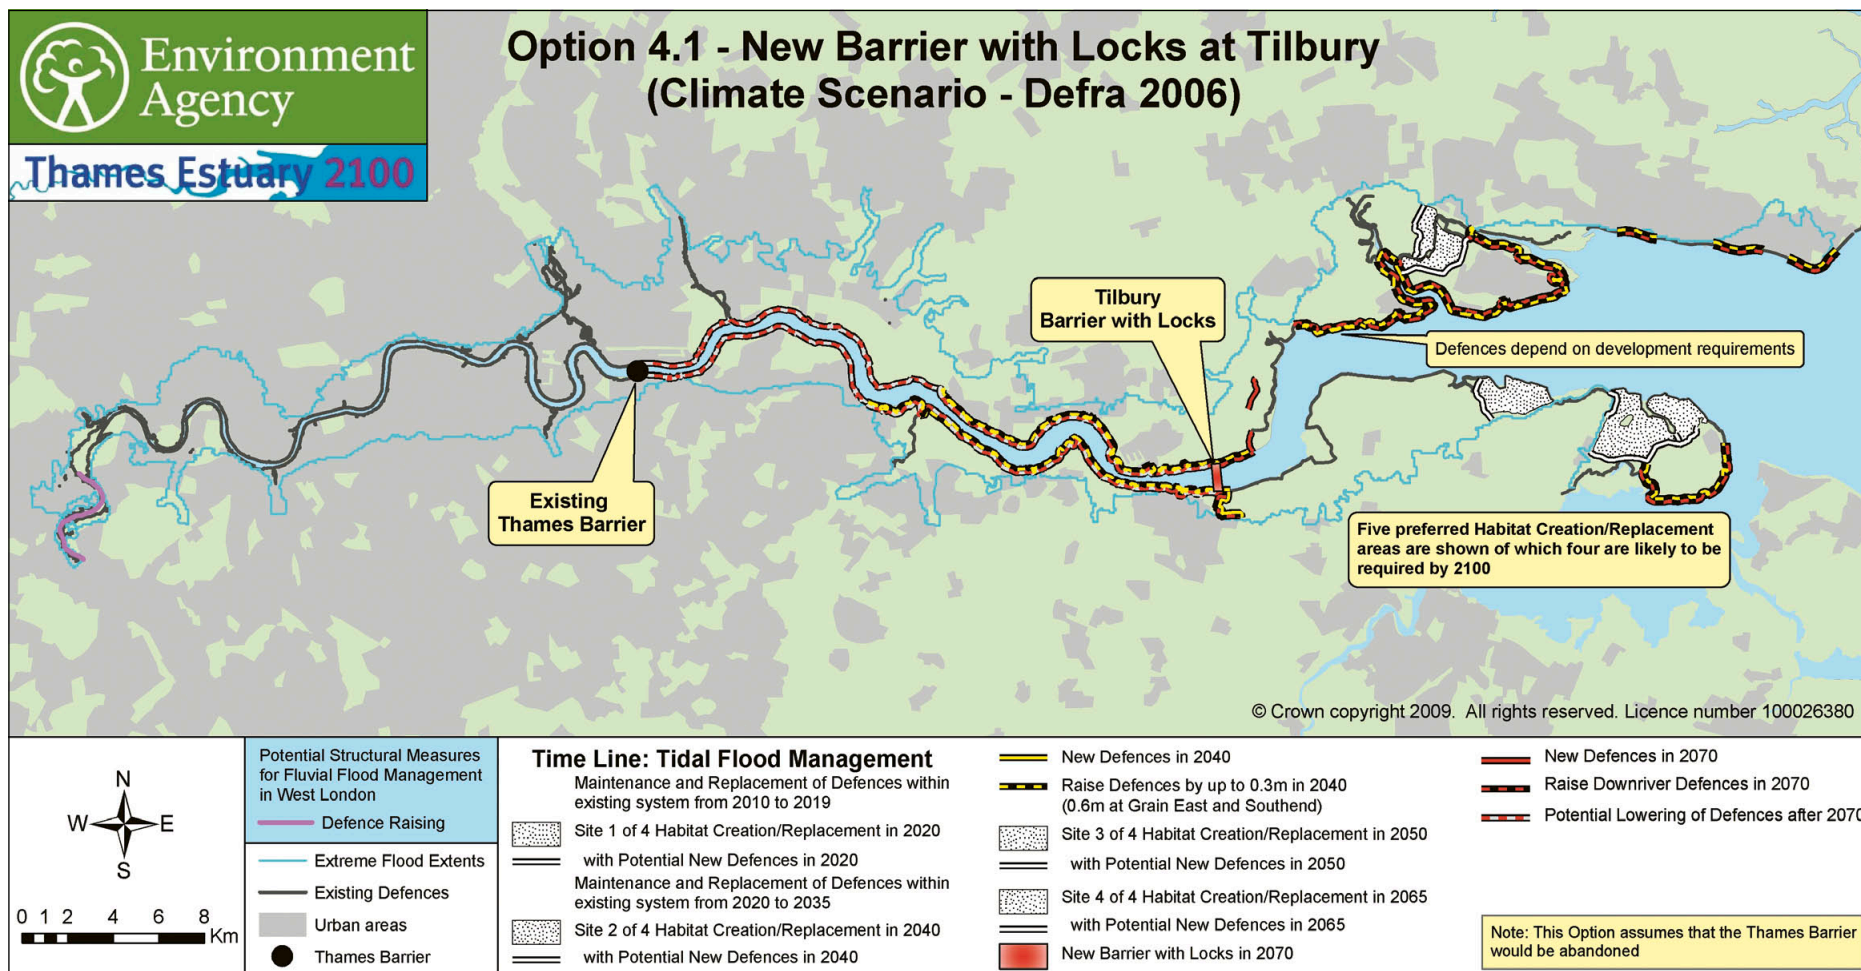 Environment
Agency
Thames Estuary 2100
Option 4.1 - New Barrier with Locks at Tilbury
(Climate Scenario - Defra 2006)
Tilbury
Barrier with Locks
Defences depend on development requirements
Existing
Thames Barrier
Five preferred Habitat Creation/Replacement
areas are shown of which four are likely to be
required by 2100
© Crown copyright 2009. All rights reserved. Licence number 100026380
N
W E
S
0 1 2 4 6 8
Km
Potential Structural Measures
for Fluvial Flood Management
in West London
Defence Raising
Extreme Flood Extents
Existing Defences
Urban areas
Thames Barrier
Time Line: Tidal Flood Management
Maintenance and Replacement of Defences within
existing system from 2010 to 2019
Site 1 of 4 Habitat Creation/Replacement in 2020
with Potential New Defences in 2020
Maintenance and Replacement of Defences within
existing system from 2020 to 2035
Site 2 of 4 Habitat Creation/Replacement in 2040
with Potential New Defences in 2040
New Defences in 2040
Raise Defences by up to 0.3m in 2040
(0.6m at Grain East and Southend)
Site 3 of 4 Habitat Creation/Replacement in 2050
with Potential New Defences in 2050
Site 4 of 4 Habitat Creation/Replacement in 2065
with Potential New Defences in 2065
New Barrier with Locks in 2070
New Defences in 2070
Raise Downriver Defences in 2070
Potential Lowering of Defences after 2070
Note: This Option assumes that the Thames Barrier
would be abandoned